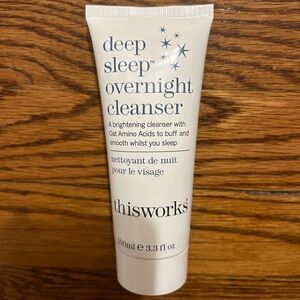 deep
sleep™
overnight
cleanser
A brightening cleanser with
Oat Amino Acids to buff and
smooth whilst you sleep
nettoyant de nuit
pour le visage
thisworks®
100ml e 3.3 fl oz